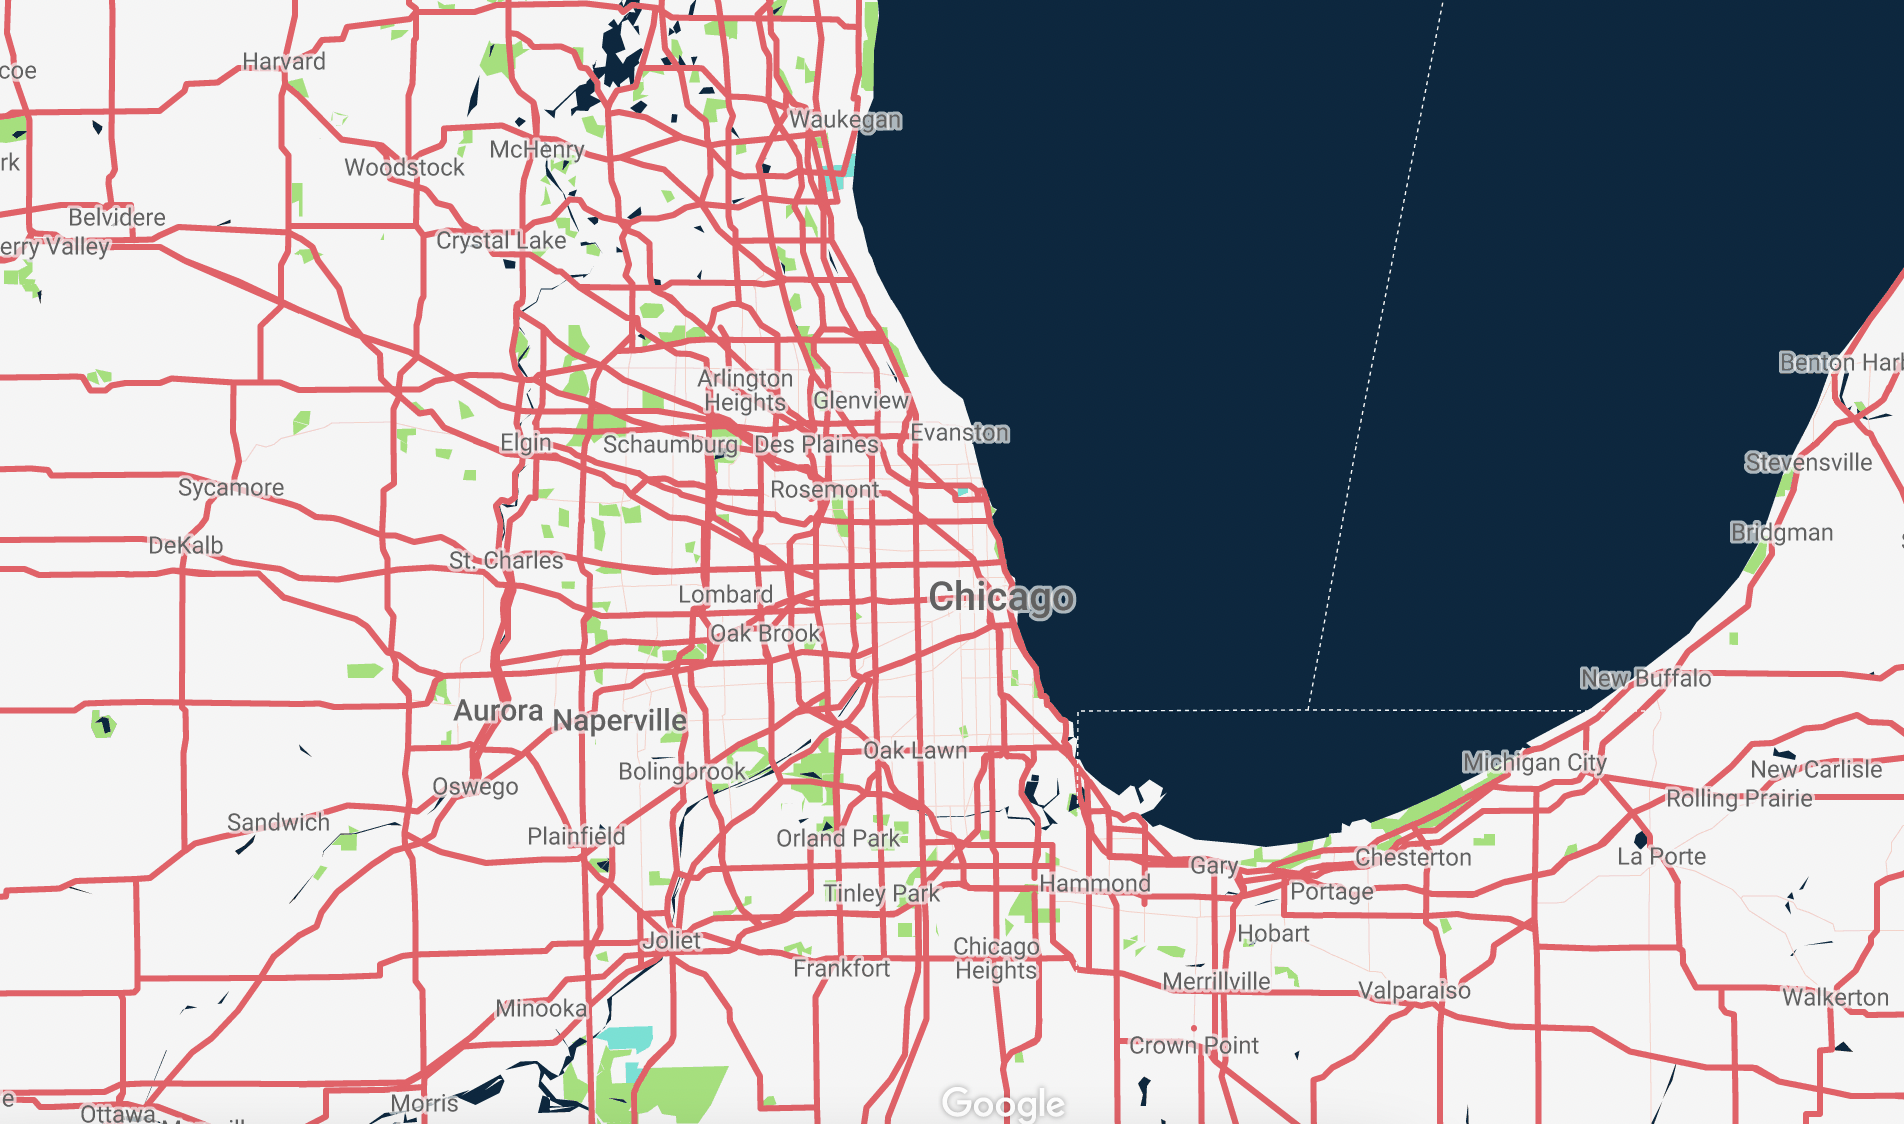 Harvard
coe
Waukegan
McHenry
rk
Woodstock
Belvidere
Crystal Lake
erry Valley
Benton Harb
Arlington
Heights
Glenview
Evanston
Elgin
Schaumburg
Des Plaines
Stevensville
Sycamore
Rosemont
Bridgman
DeKalb
St. Charles
Lombard
Chicago
Oak Brook
New Buffalo
Aurora
Naperville
Oak Lawn
Michigan City
Bolingbrook
New Carlisle
Oswego
Rolling Prairie
Sandwich
Plainfield
Orland Park
Chesterton
La Porte
Gary
Hammond
Tinley Park
Portage
Hobart
Joliet
Chicago
Heights
Frankfort
Merrillville
Valparaiso
Walkerton
Minooka
Crown Point
e
Morris
Google
Ottawa